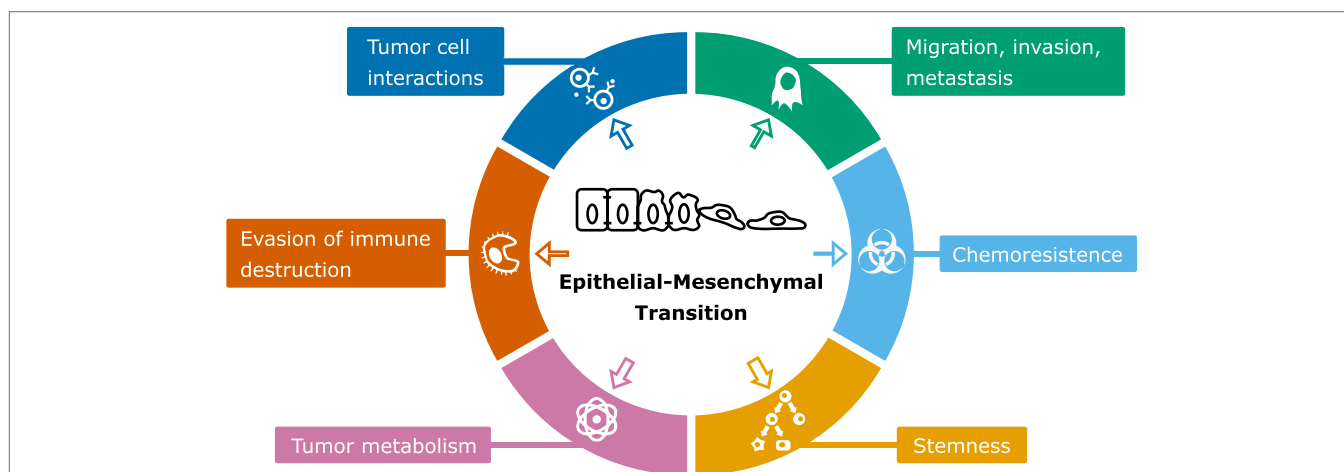 Tumor cell
interactions
Migration, invasion,
metastasis
Evasion of immune
destruction
Chemoresistence
Epithelial-Mesenchymal
Transition
Tumor metabolism
Stemness